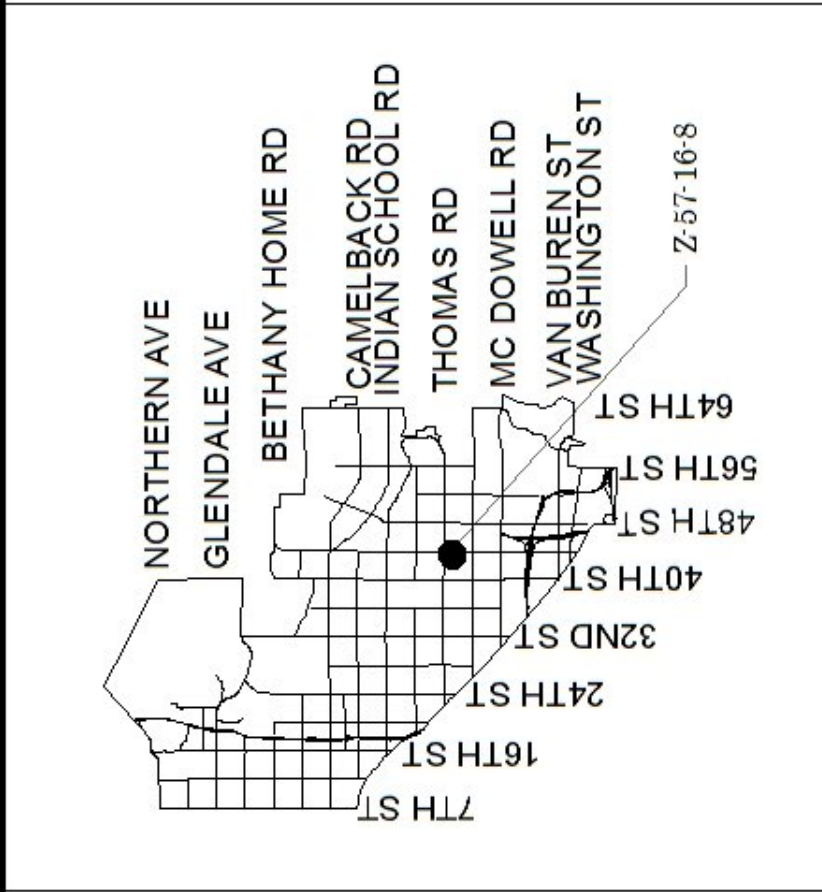 NORTHERN AVE
GLENDALE AVE
BETHANY HOME RD
CAMELBACK RD
INDIAN SCHOOL RD
THOMAS RD
MC DOWELL RD
VAN BUREN ST
WASHINGTON ST
Z-57-16-8
64TH ST
56TH ST
48TH ST
40TH ST
32ND ST
24TH ST
16TH ST
7TH ST